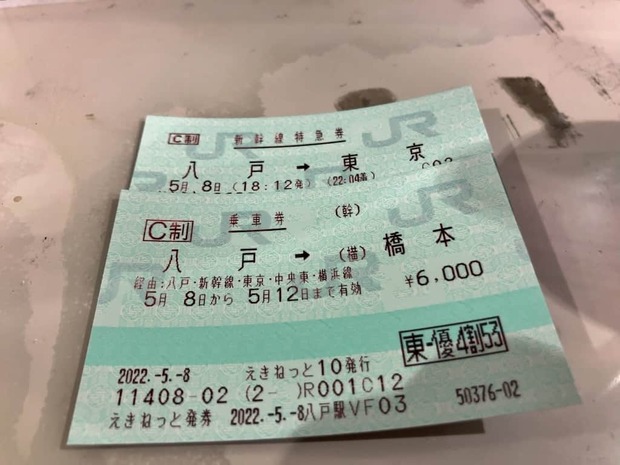 C制 新幹線特急券
八戸 → 東京
5月 8日 (18:12発) (22:04着)
C制 乗車券 (幹)
八戸 → (横) 橋本
経由:八戸・新幹線・東京・中央東・横浜線
5月 8日から 5月12日まで有効 ¥6,000
東-優4割53
2022.-5.-8 えきねっと10発行
11408-02 (2- )R001C12 50376-02
えきねっと発券 2022.-5.-8八戸駅VF03
JR
JR